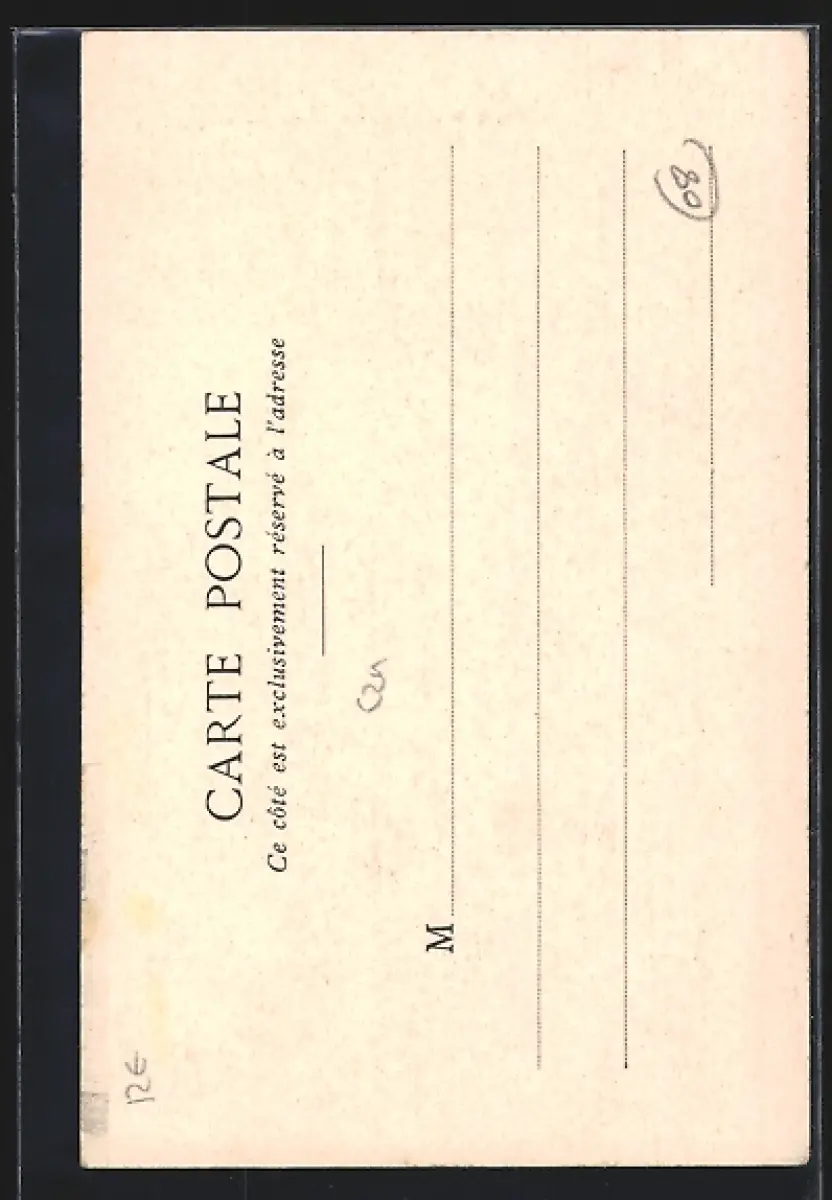 12€
CARTE POSTALE
Ce côté est exclusivement réservé à l'adresse
M
08